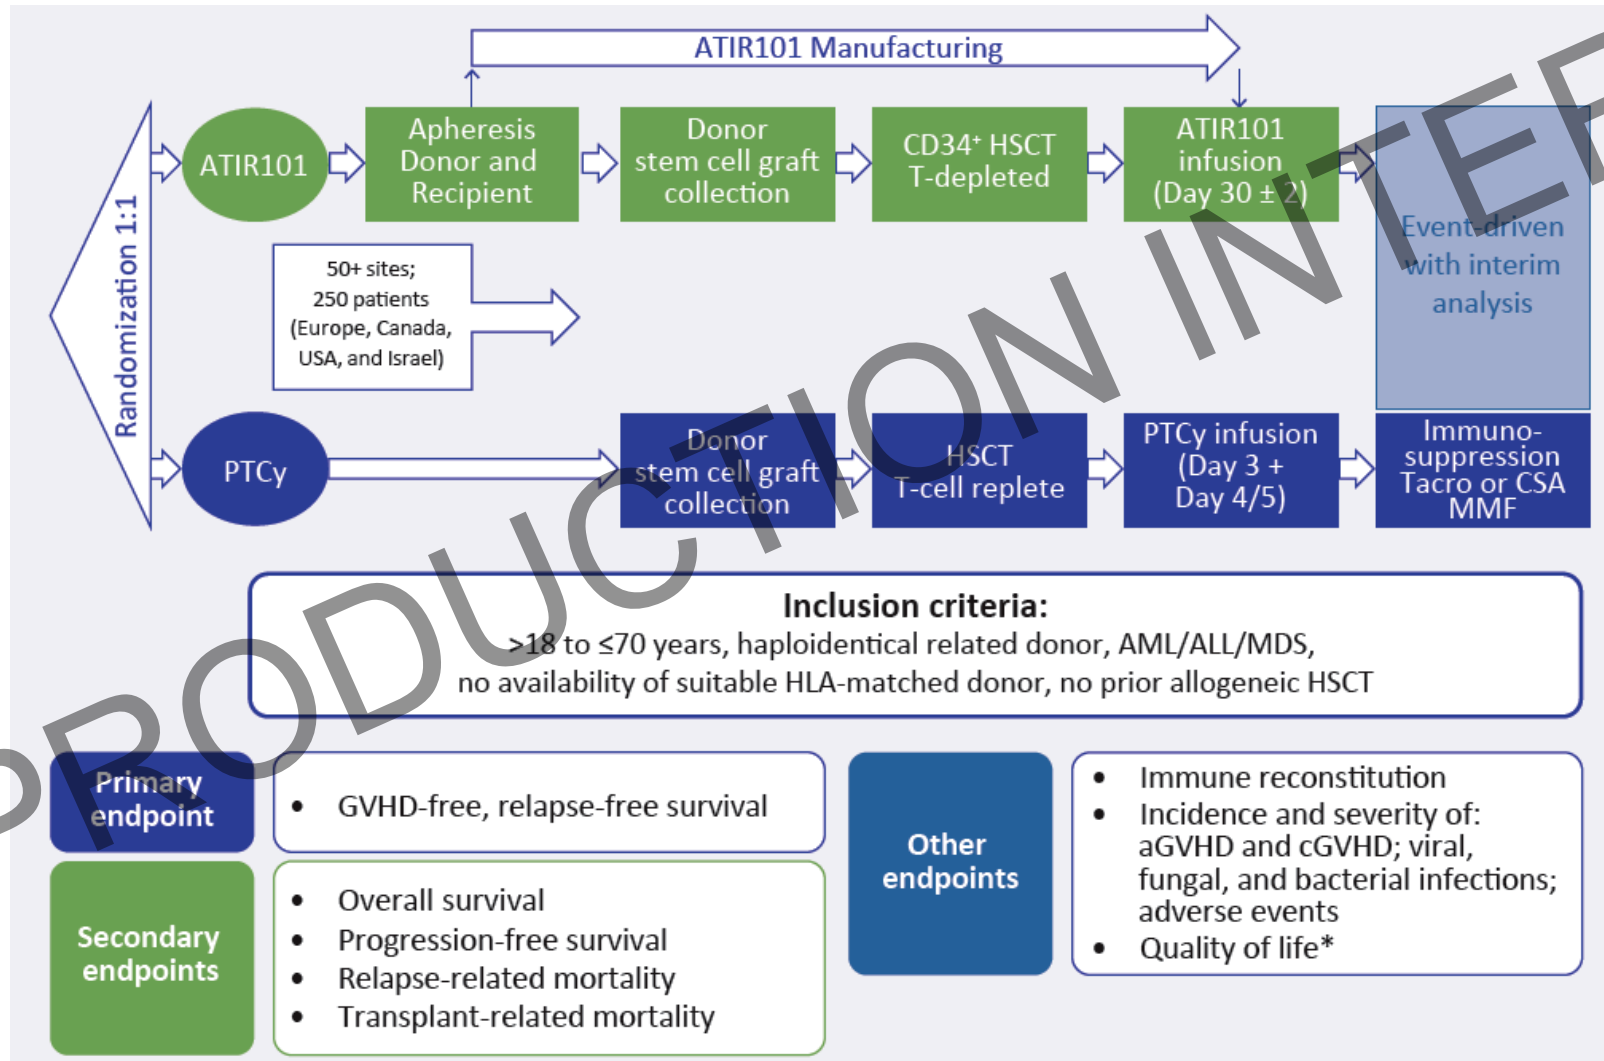 ATIR101 Manufacturing
Randomization 1:1
ATIR101
Apheresis
Donor and
Recipient
Donor
stem cell graft
collection
CD34⁺ HSCT
T-depleted
ATIR101
infusion
(Day 30 ± 2)
Event-driven
with interim
analysis
50+ sites;
250 patients
(Europe, Canada,
USA, and Israel)
PTCy
Donor
stem cell graft
collection
HSCT
T-cell replete
PTCy infusion
(Day 3 +
Day 4/5)
Immuno-
suppression
Tacro or CSA
MMF
Inclusion criteria:
>18 to ≤70 years, haploidentical related donor, AML/ALL/MDS,
no availability of suitable HLA-matched donor, no prior allogeneic HSCT
Primary
endpoint
• GVHD-free, relapse-free survival
Secondary
endpoints
• Overall survival
• Progression-free survival
• Relapse-related mortality
• Transplant-related mortality
Other
endpoints
• Immune reconstitution
• Incidence and severity of:
aGVHD and cGVHD; viral,
fungal, and bacterial infections;
adverse events
• Quality of life*
PRODUCTION